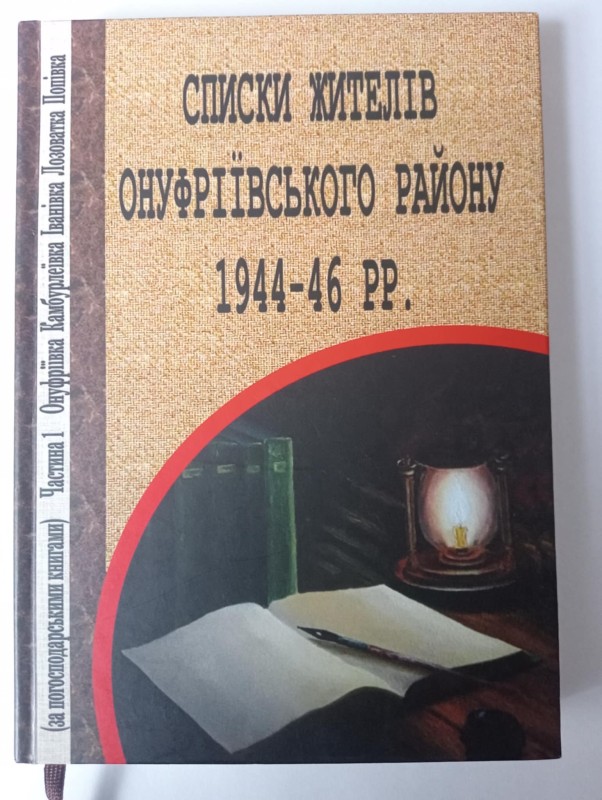 СПИСКИ ЖИТЕЛІВ
ОНУФРІЇВСЬКОГО РАЙОНУ
1944-46 РР.
(за погосподарськими книгами) Частина 1 Онуфріївка Камбурліївка Іванівка Лозоватка Попівка